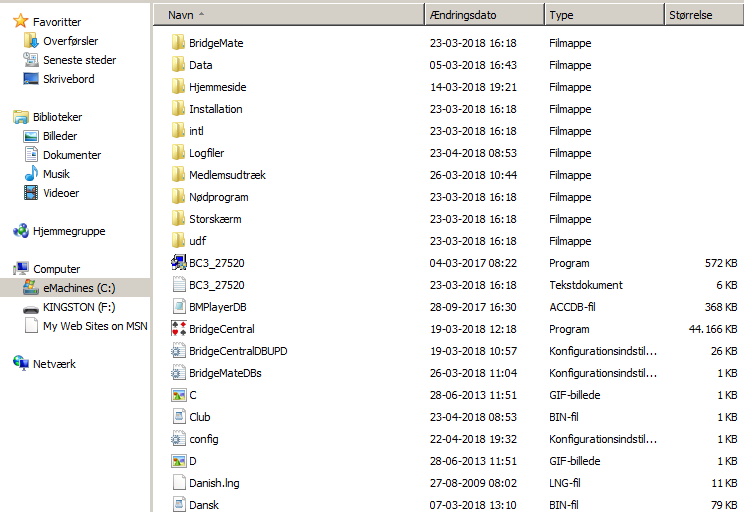 Favoritter
Overførsler
Seneste steder
Skrivebord
Biblioteker
Billeder
Dokumenter
Musik
Videoer
Hjemmegruppe
Computer
eMachines (C:)
KINGSTON (F:)
My Web Sites on MSN
Netværk
Navn Ændringsdato Type Størrelse
BridgeMate 23-03-2018 16:18 Filmappe
Data 05-03-2018 16:43 Filmappe
Hjemmeside 14-03-2018 19:21 Filmappe
Installation 23-03-2018 16:18 Filmappe
intl 23-03-2018 16:18 Filmappe
Logfiler 23-04-2018 08:53 Filmappe
Medlemsudtræk 26-03-2018 10:44 Filmappe
Nødprogram 23-03-2018 16:18 Filmappe
Storskærm 23-03-2018 16:18 Filmappe
udf 23-03-2018 16:18 Filmappe
BC3_27520 04-03-2017 08:22 Program 572 KB
BC3_27520 23-03-2018 16:18 Tekstdokument 6 KB
BMPlayerDB 28-09-2017 16:30 ACCDB-fil 368 KB
BridgeCentral 19-03-2018 12:18 Program 44.166 KB
BridgeCentralDBUPD 19-03-2018 10:57 Konfigurationsindstil... 26 KB
BridgeMateDBs 26-03-2018 11:04 Konfigurationsindstil... 1 KB
C 28-06-2013 11:51 GIF-billede 1 KB
Club 23-04-2018 08:53 BIN-fil 1 KB
config 22-04-2018 19:32 Konfigurationsindstil... 1 KB
D 28-06-2013 11:51 GIF-billede 1 KB
Danish.lng 27-08-2009 08:02 LNG-fil 11 KB
Dansk 07-03-2018 13:10 BIN-fil 79 KB